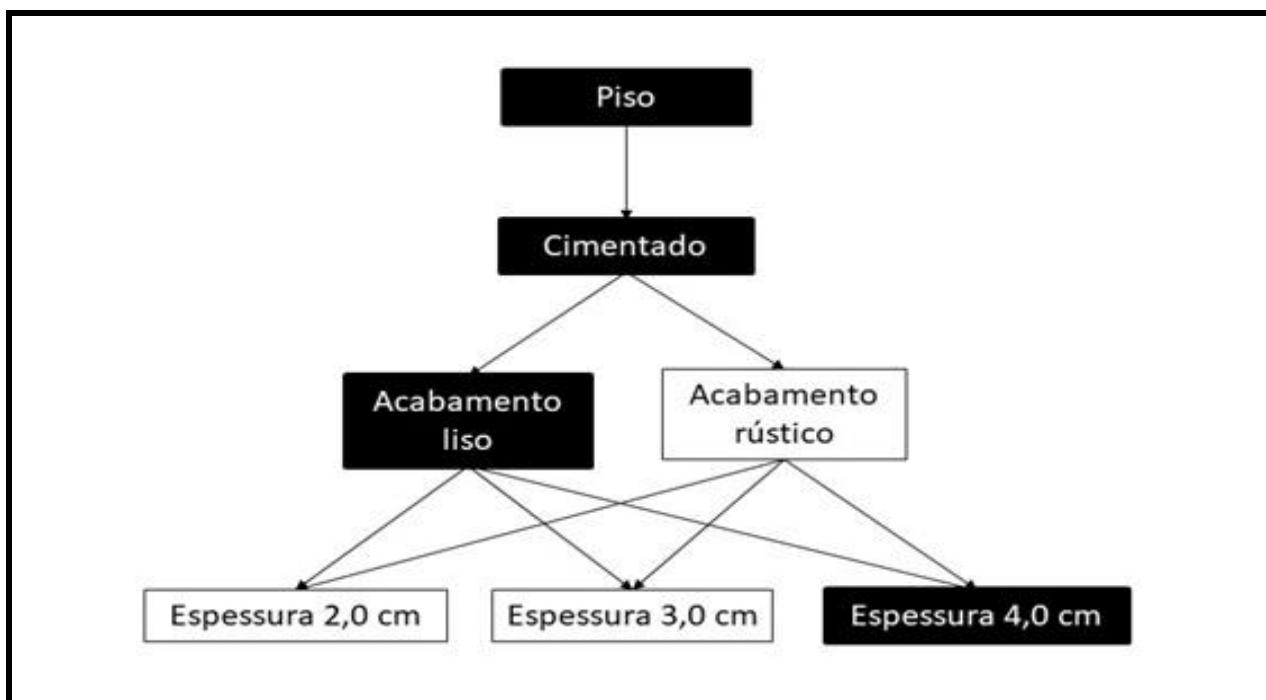 Piso
Cimentado
Acabamento
liso
Acabamento
rústico
Espessura 2,0 cm
Espessura 3,0 cm
Espessura 4,0 cm